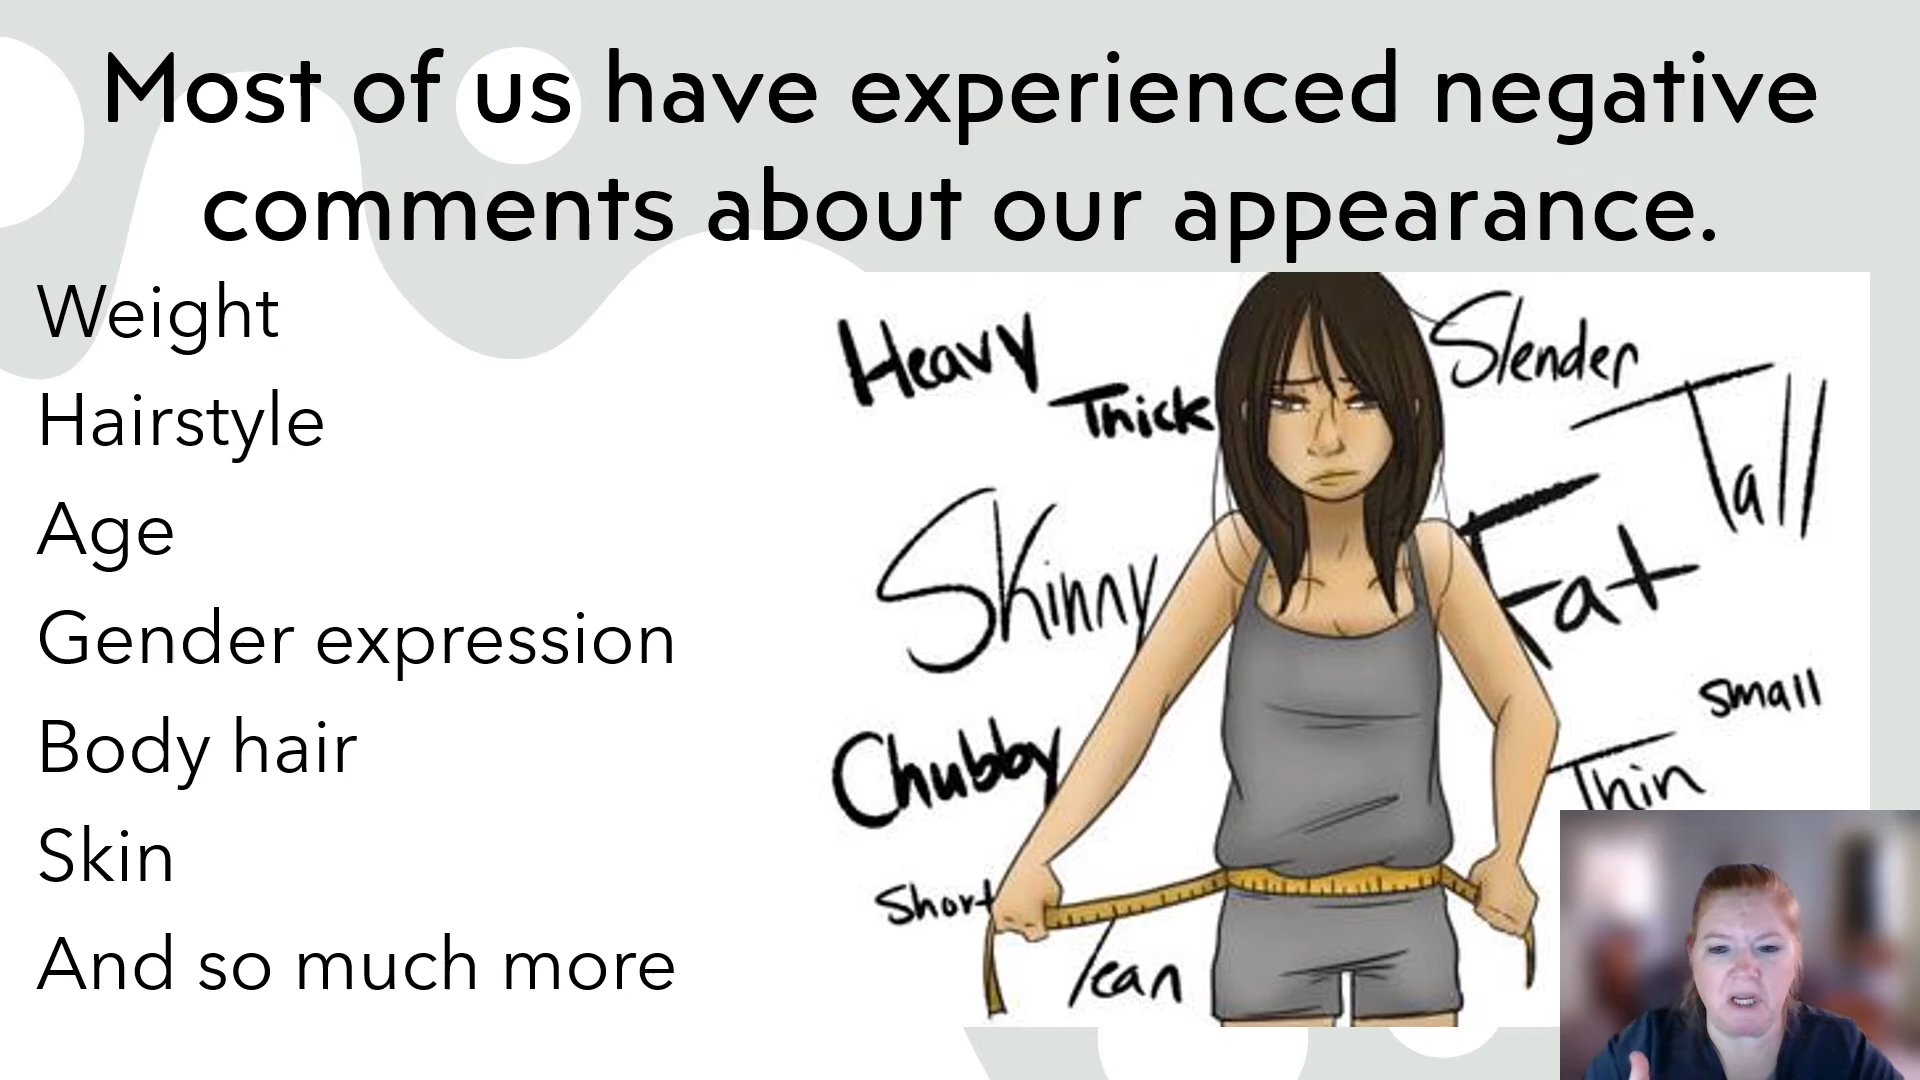 Most of us have experienced negative
comments about our appearance.
Weight
Hairstyle
Age
Gender expression
Body hair
Skin
And so much more
Heavy
Thick
Slender
Tall
Skinny
Fat
small
Chubby
Thin
Short
lean